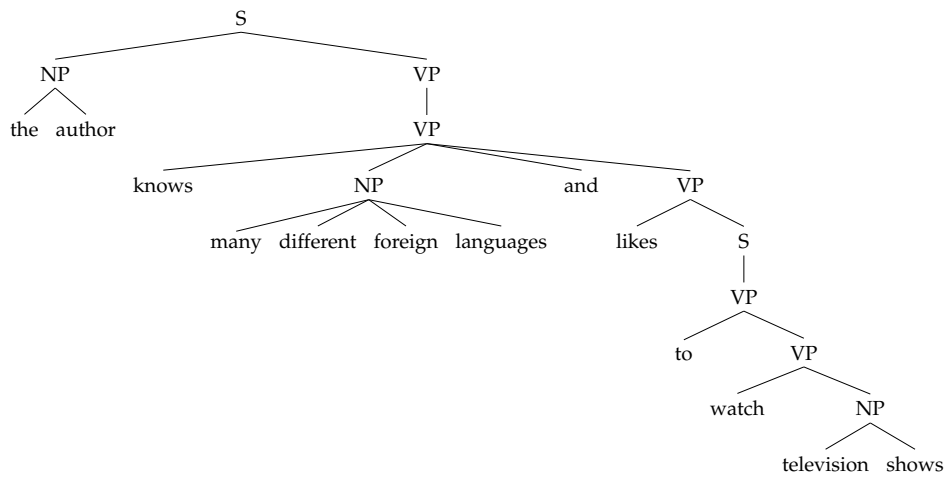 S
NP VP
the author VP
knows NP and VP
many different foreign languages likes S
VP
to VP
watch NP
television shows